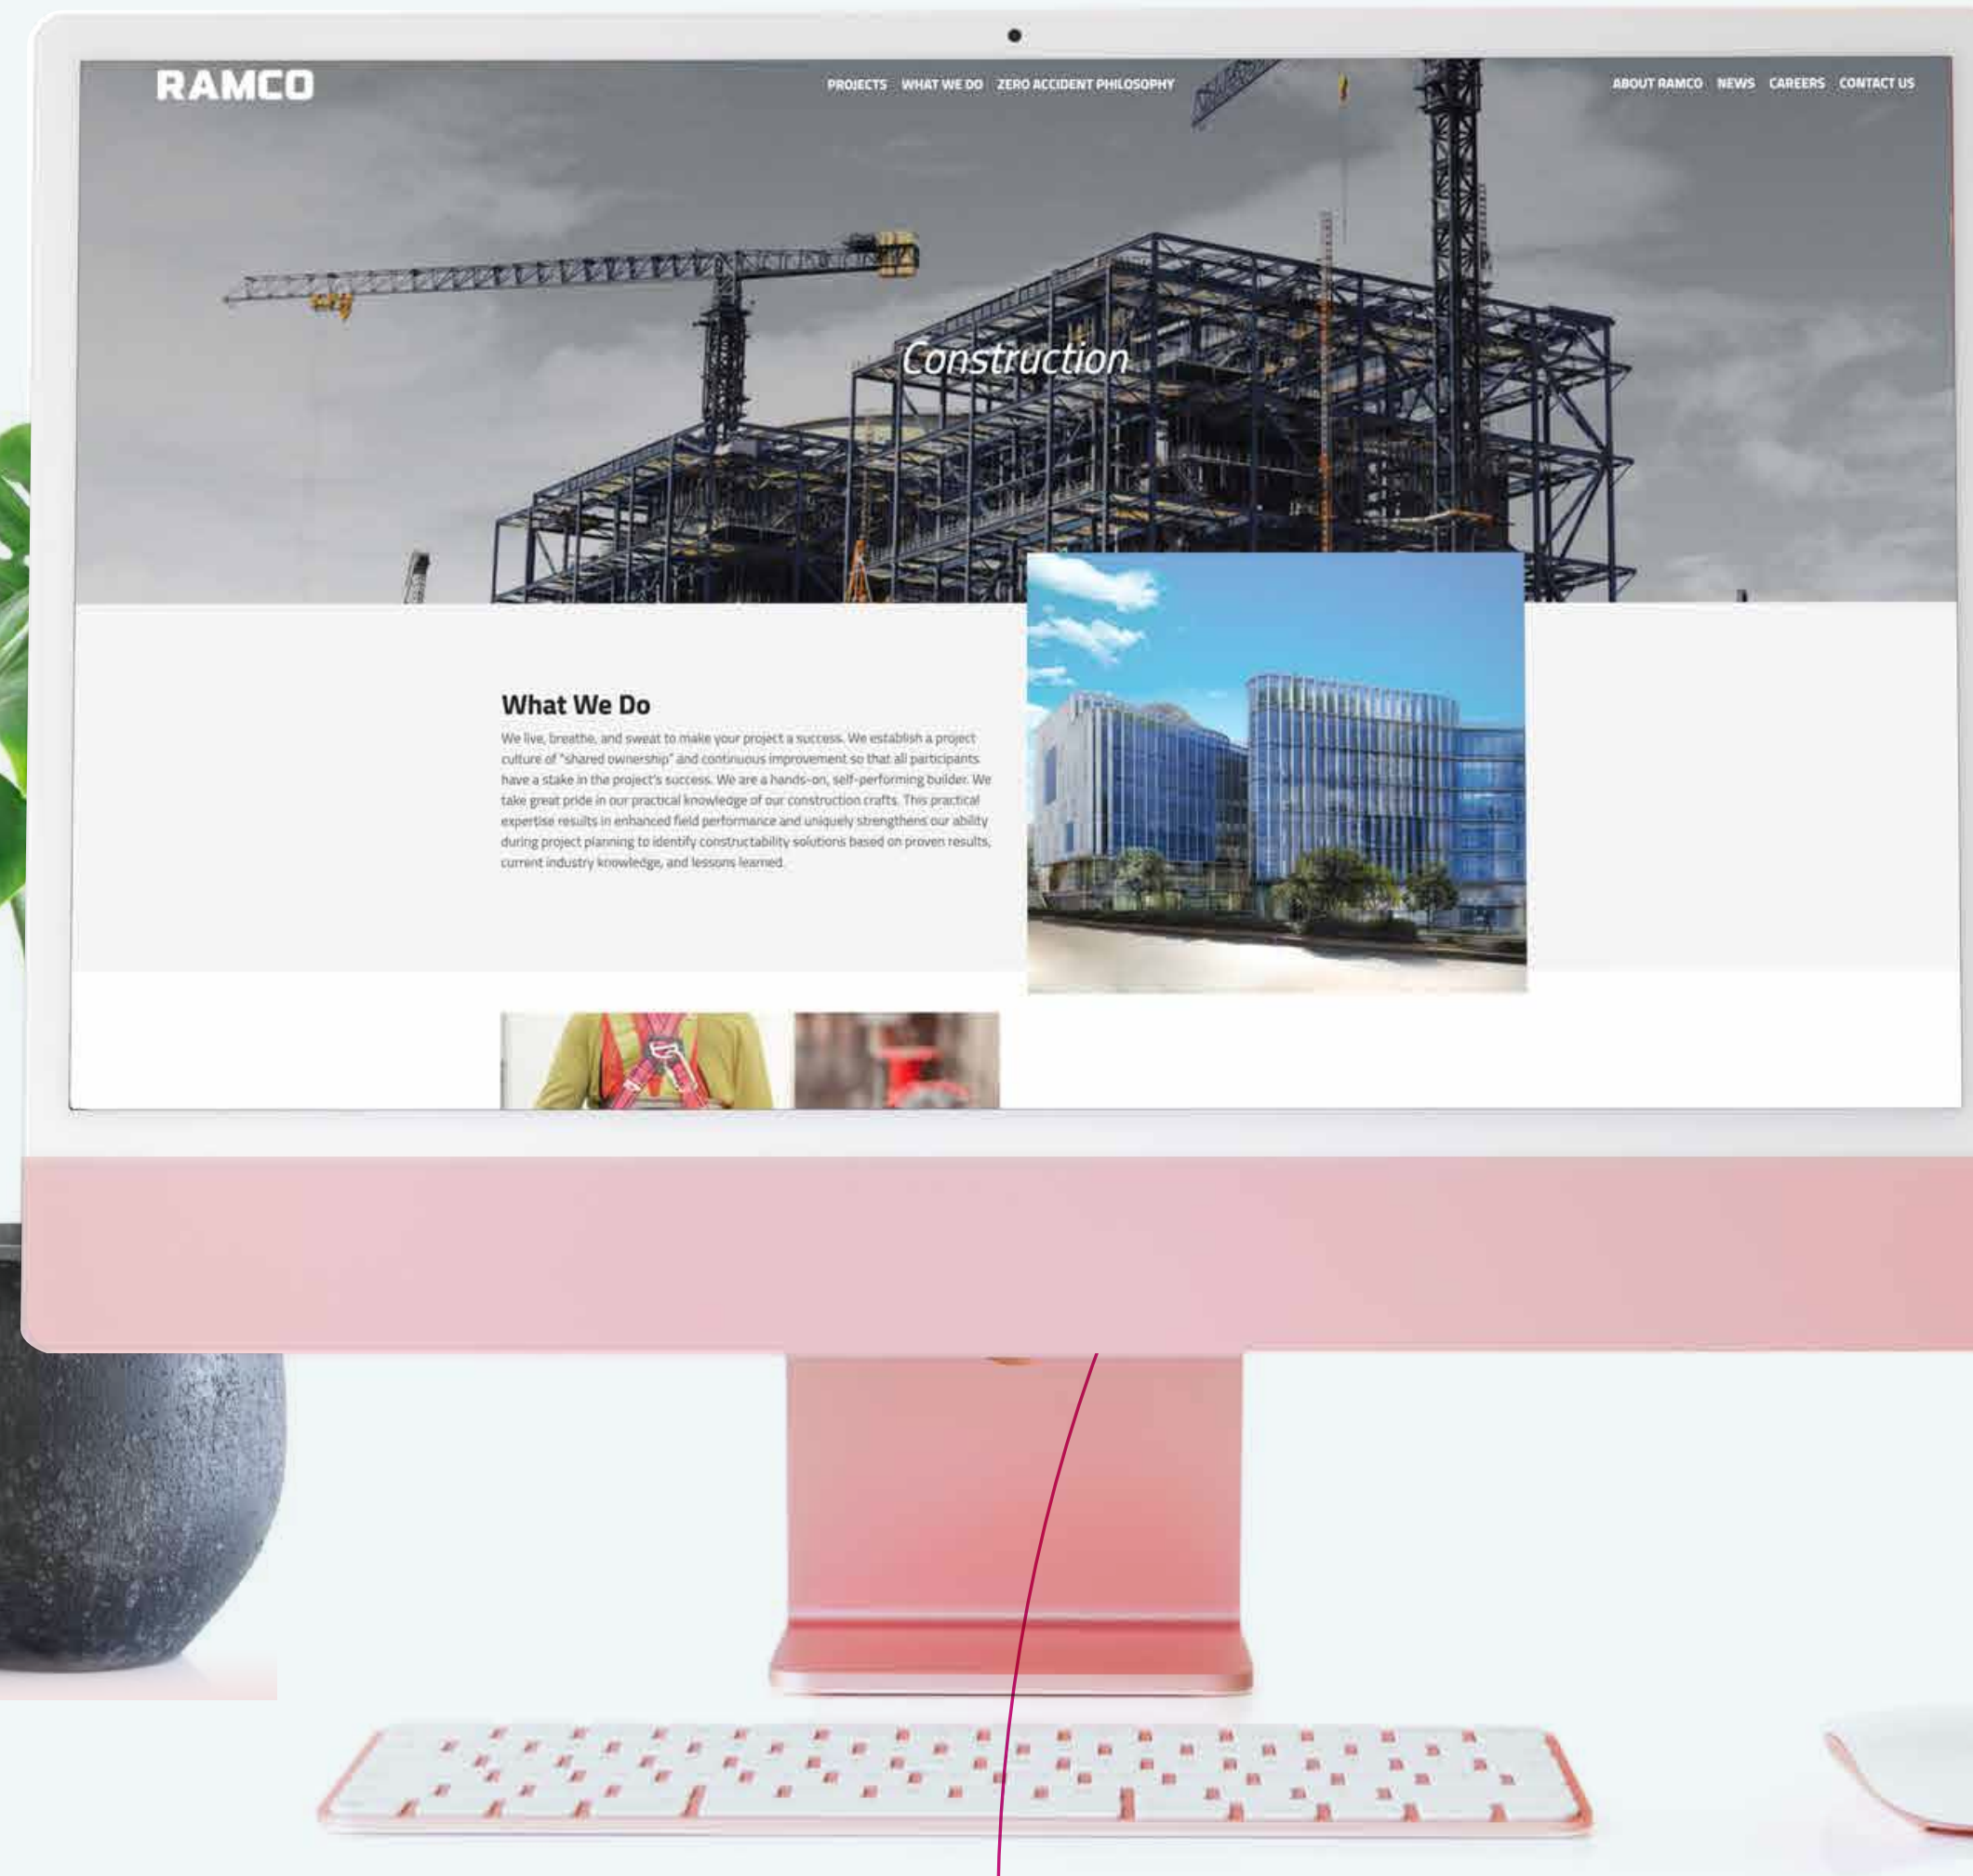 RAMCO
PROJECTS WHAT WE DO ZERO ACCIDENT PHILOSOPHY
ABOUT RAMCO NEWS CAREERS CONTACT US
Construction
What We Do
We live, breathe, and sweat to make your project a success. We establish a project
culture of "shared ownership" and continuous improvement so that all participants
have a stake in the project's success. We are a hands-on, self-performing builder. We
take great pride in our practical knowledge of our construction crafts. This practical
expertise results in enhanced field performance and uniquely strengthens our ability
during project planning to identify constructability solutions based on proven results,
current industry knowledge, and lessons learned.